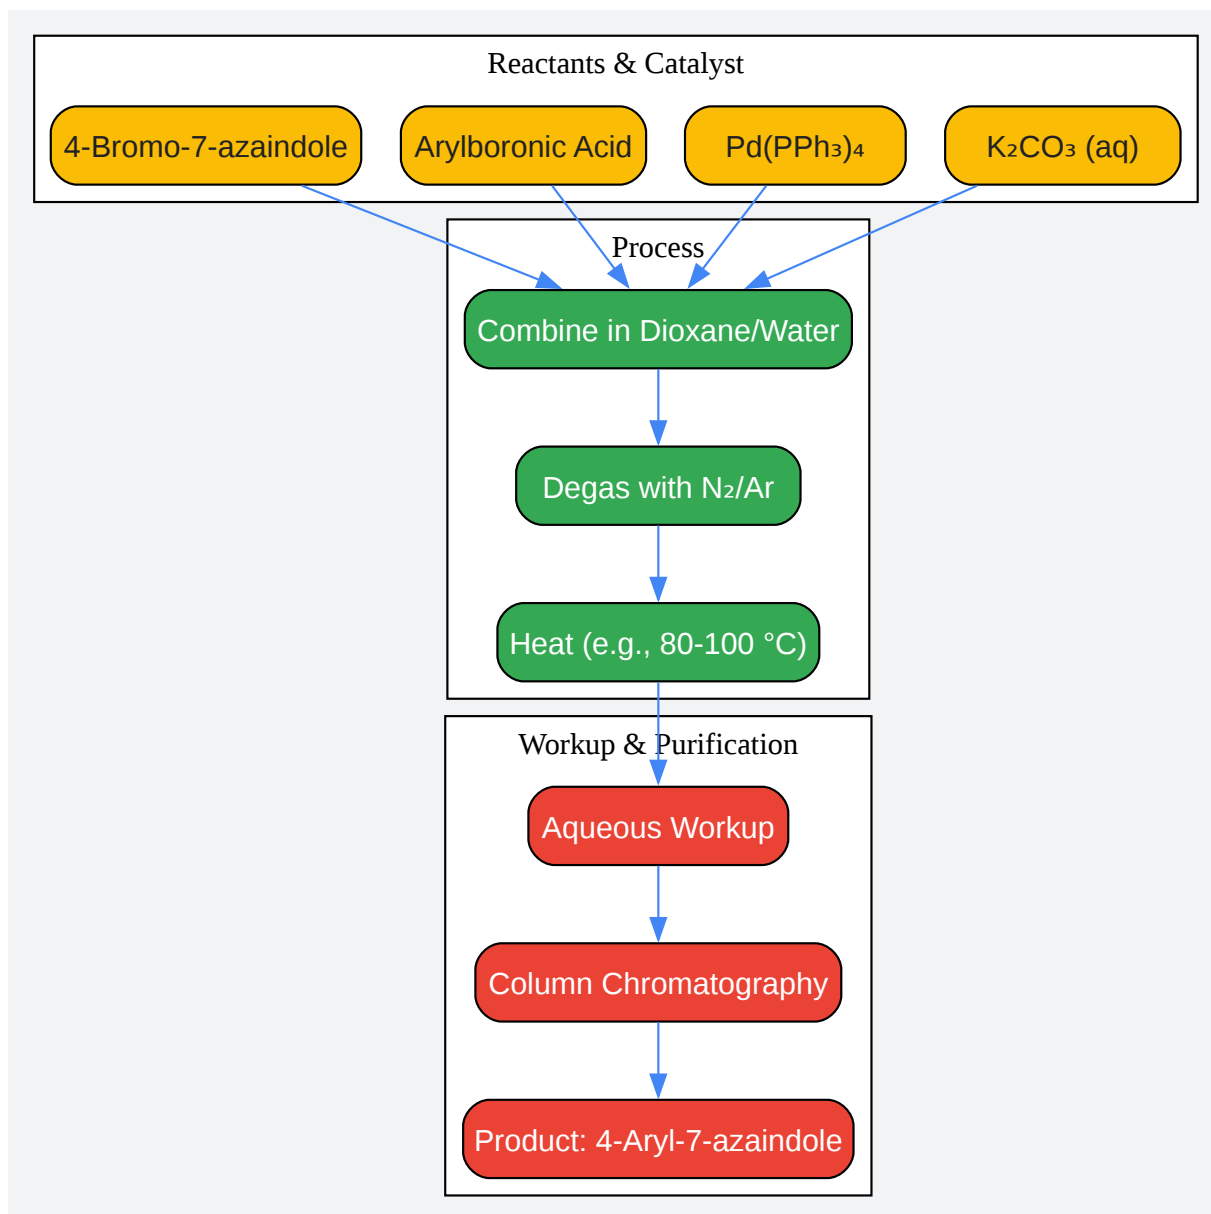 Reactants & Catalyst
4-Bromo-7-azaindole
Arylboronic Acid
Pd(PPh₃)₄
K₂CO₃ (aq)
Process
Combine in Dioxane/Water
Degas with N₂/Ar
Heat (e.g., 80-100 °C)
Workup & Purification
Aqueous Workup
Column Chromatography
Product: 4-Aryl-7-azaindole